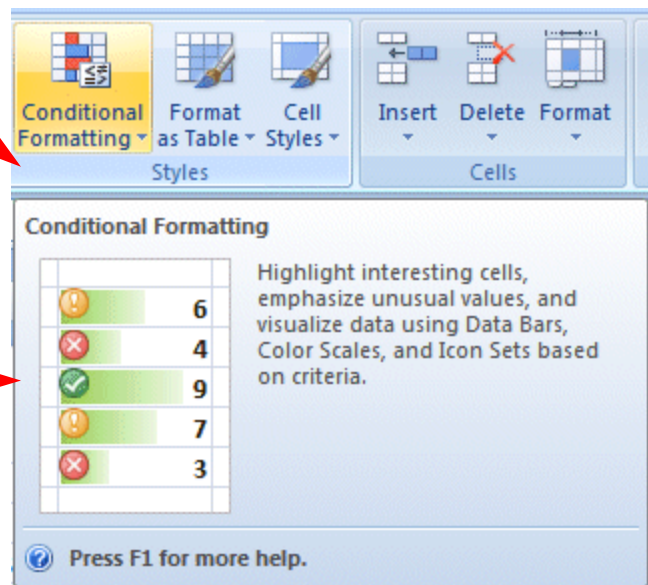 Conditional Formatting
Format as Table
Cell Styles
Insert
Delete
Format
Styles
Cells
Conditional Formatting
6
4
9
7
3
Highlight interesting cells,
emphasize unusual values, and
visualize data using Data Bars,
Color Scales, and Icon Sets based
on criteria.
Press F1 for more help.